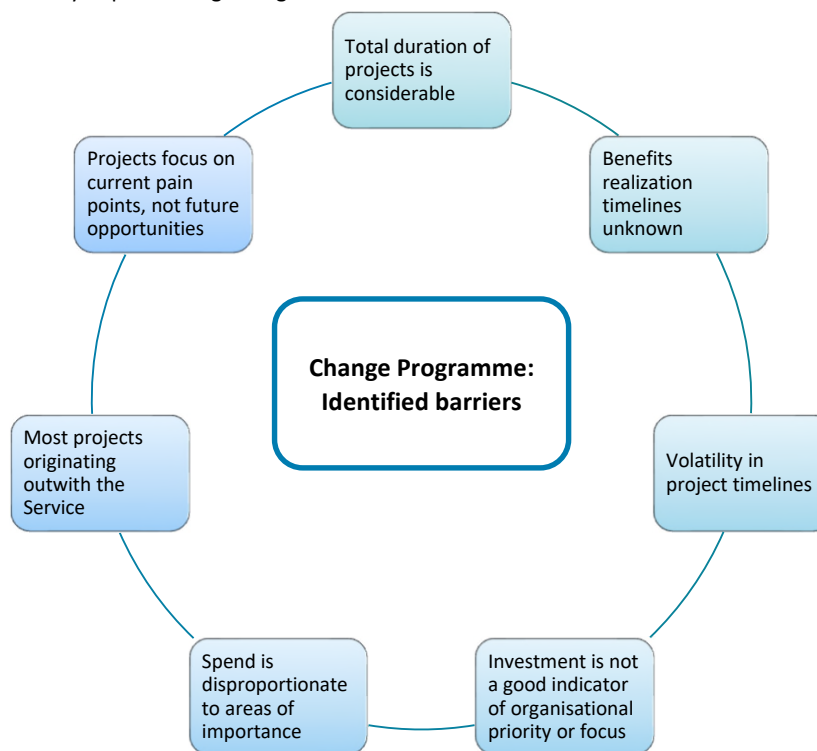 Total duration of
projects is
considerable
Benefits
realization
timelines
unknown
Volatility in
project timelines
Investment is not
a good indicator
of organisational
priority or focus
Spend is
disproportionate
to areas of
importance
Most projects
originating
outwith the
Service
Projects focus on
current pain
points, not future
opportunities
Change Programme:
Identified barriers